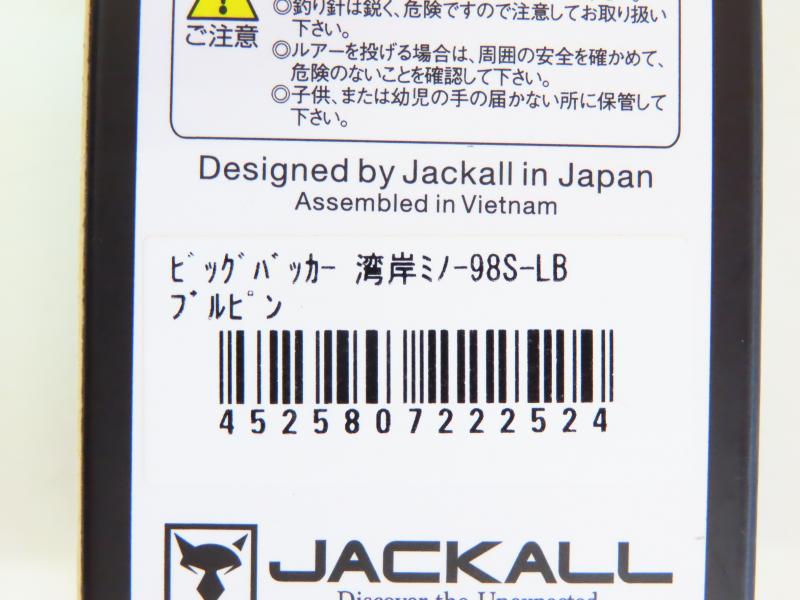 ◎釣り針は鋭く、危険ですので注意してお取り扱い
下さい。
ご注意
◎ルアーを投げる場合は、周囲の安全を確かめて、
危険のないことを確認して下さい。
◎子供、または幼児の手の届かない所に保管して
下さい。
Designed by Jackall in Japan
Assembled in Vietnam
ビッグバッカー 湾岸ミノー98S-LB
ブルピン
4525807222524
JACKALL
Discover the Unexpected